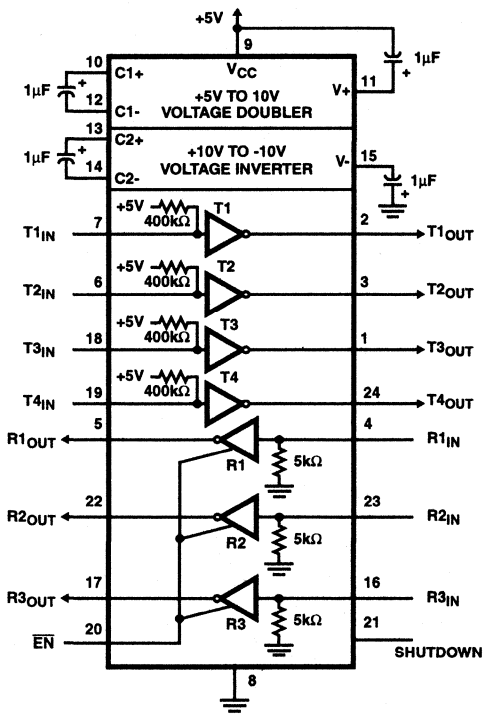 +5V
9
VCC
10
C1+
1µF
+
12
C1-
+5V TO 10V
VOLTAGE DOUBLER
V+
11
1µF
+
13
C2+
1µF
+
14
C2-
+10V TO -10V
VOLTAGE INVERTER
V-
15
1µF
+
+5V
400kΩ
T1
T1IN
7
2
T1OUT
+5V
400kΩ
T2
T2IN
6
3
T2OUT
+5V
400kΩ
T3
T3IN
18
1
T3OUT
+5V
400kΩ
T4
T4IN
19
24
T4OUT
R1OUT
5
R1
5kΩ
4
R1IN
R2OUT
22
R2
5kΩ
23
R2IN
R3OUT
17
R3
5kΩ
16
R3IN
EN
20
21
SHUTDOWN
8